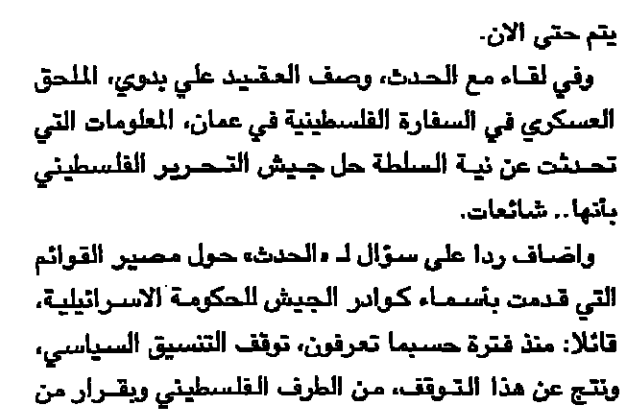 يتم حتى الان.
وفي لقاء مع الحدث، وصف العقيد علي بدوي، الملحق
العسكري في السفارة الفلسطينية في عمان، المعلومات التي
تحدثت عن نية السلطة حل جيش التحرير الفلسطيني
بأنها.. شائعات.
واضاف ردا على سؤال لـ «الحدث» حول مصير القوائم
التي قدمت بأسماء كوادر الجيش للحكومة الاسرائيلية،
قائلا: منذ فترة حسبما تعرفون، توقف التنسيق السياسي،
ونتج عن هذا التوقف، من الطرف الفلسطيني وبقرار من